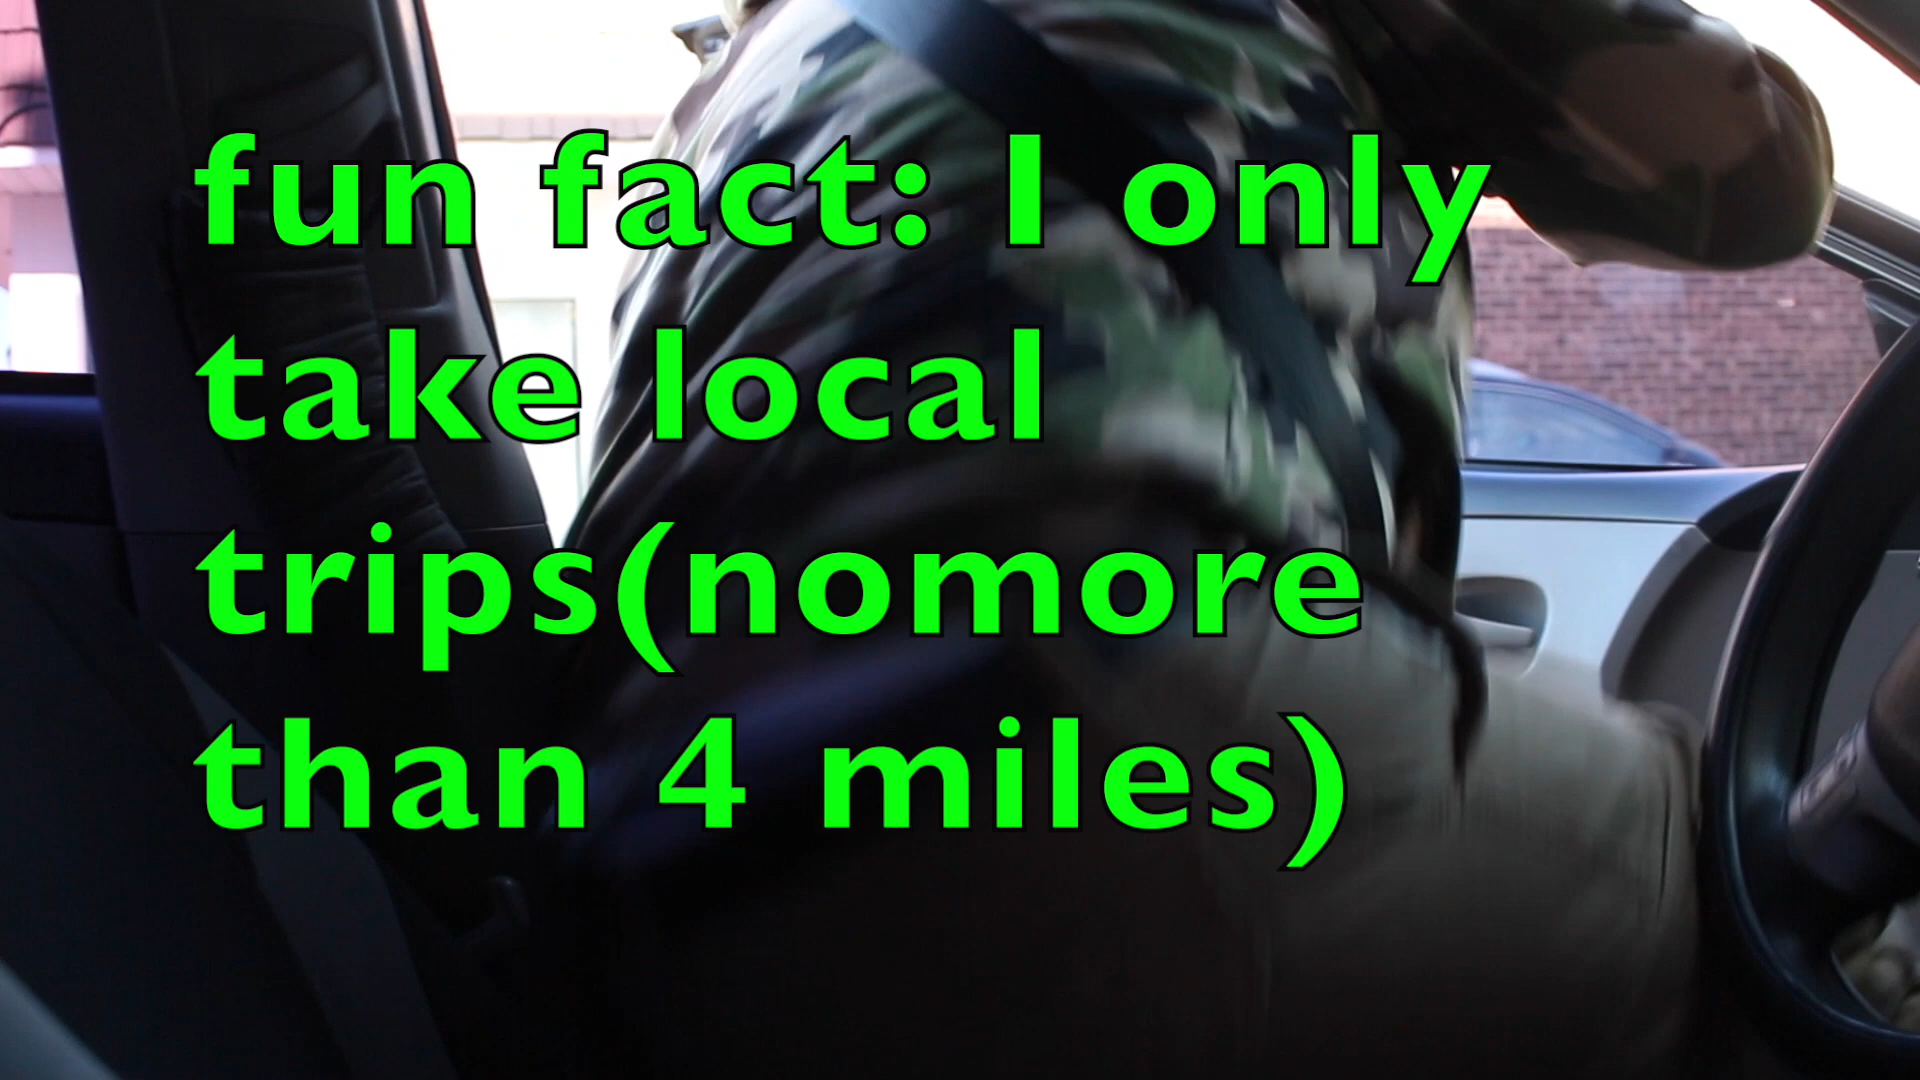 fun fact: I only
take local
trips(nomore
than 4 miles)